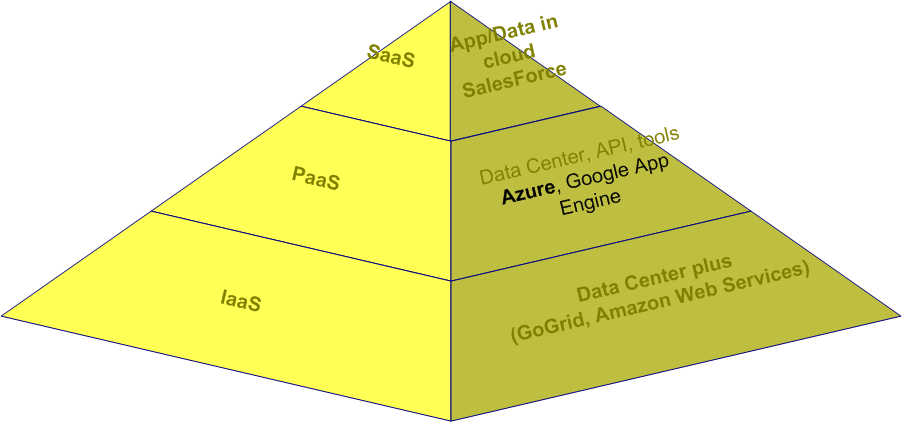 SaaS
App/Data in
cloud
SalesForce
PaaS
Data Center, API, tools
Azure, Google App
Engine
IaaS
Data Center plus
(GoGrid, Amazon Web Services)